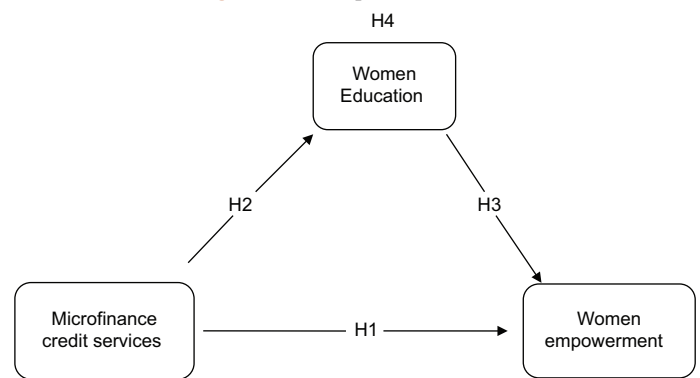 H4
Women
Education
H2
H3
Microfinance
credit services
H1
Women
empowerment